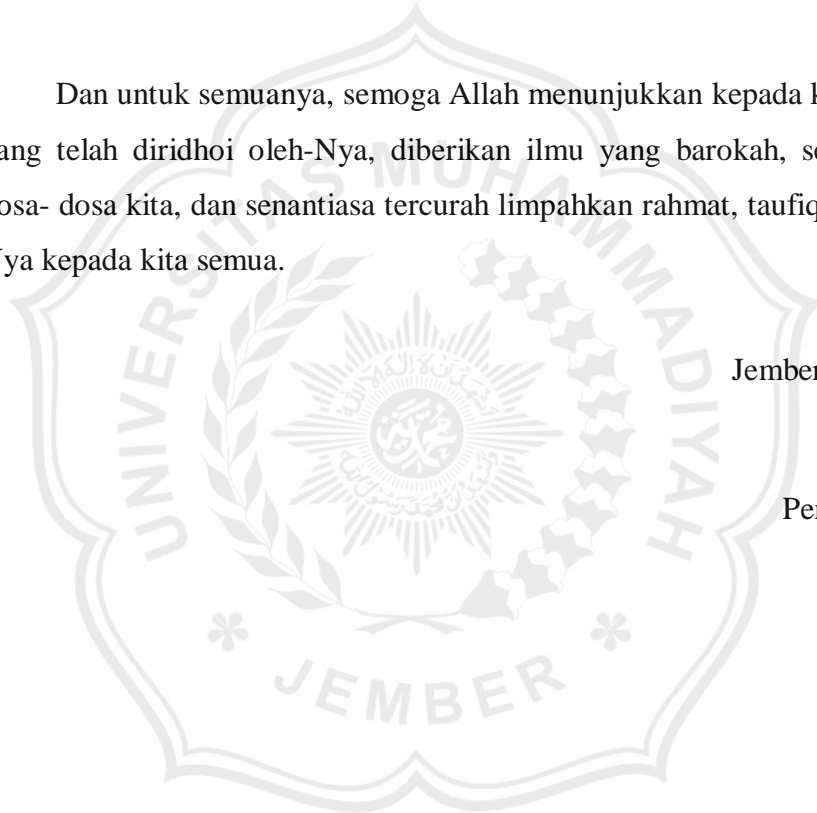 Dan untuk semuanya, semoga Allah menunjukkan kepada k
ang telah diridhoi oleh-Nya, diberikan ilmu yang barokah, se
osa- dosa kita, dan senantiasa tercurah limpahkan rahmat, taufiq
Nya kepada kita semua.
Jember
Per
UNIVERSITAS MUHAMMADIYAH
JEMBER